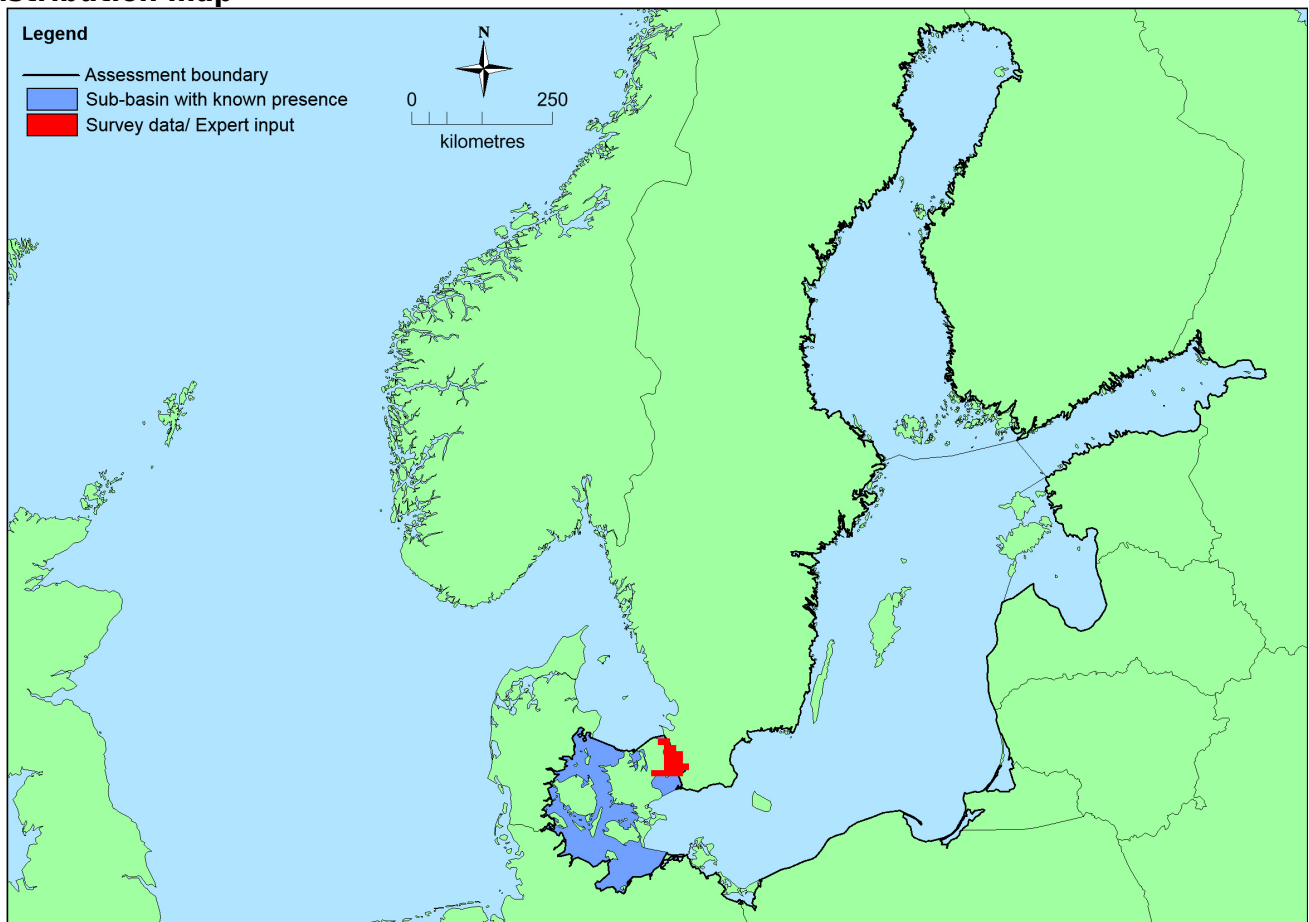 Legend
N
Assessment boundary
Sub-basin with known presence
Survey data/ Expert input
0 250
kilometres